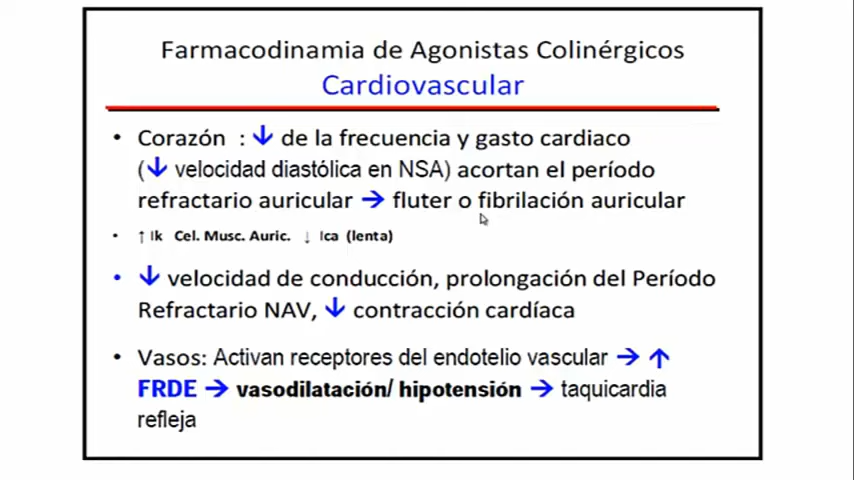 Farmacodinamia de Agonistas Colinérgicos
Cardiovascular
• Corazón : ↓ de la frecuencia y gasto cardiaco
(↓ velocidad diastólica en NSA) acortan el período
refractario auricular → fluter o fibrilación auricular
• ↑ Ik Cel. Musc. Auric. ↓ Ica (lenta)
• ↓ velocidad de conducción, prolongación del Período
Refractario NAV, ↓ contracción cardíaca
• Vasos: Activan receptores del endotelio vascular → ↑
FRDE → vasodilatación/ hipotensión → taquicardia
refleja